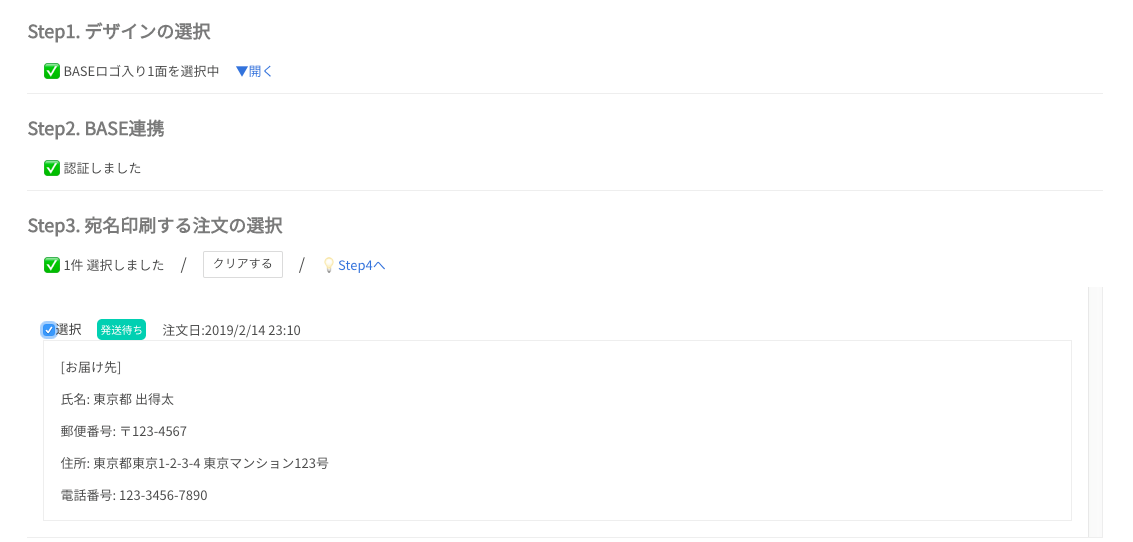 Step1. デザインの選択
✅ BASEロゴ入り1面を選択中 ▼開く
Step2. BASE連携
✅ 認証しました
Step3. 宛名印刷する注文の選択
✅ 1件 選択しました / クリアする / 💡 Step4へ
選択 発送待ち 注文日:2019/2/14 23:10
[お届け先]
氏名: 東京都 出得太
郵便番号: 〒123-4567
住所: 東京都東京1-2-3-4 東京マンション123号
電話番号: 123-3456-7890